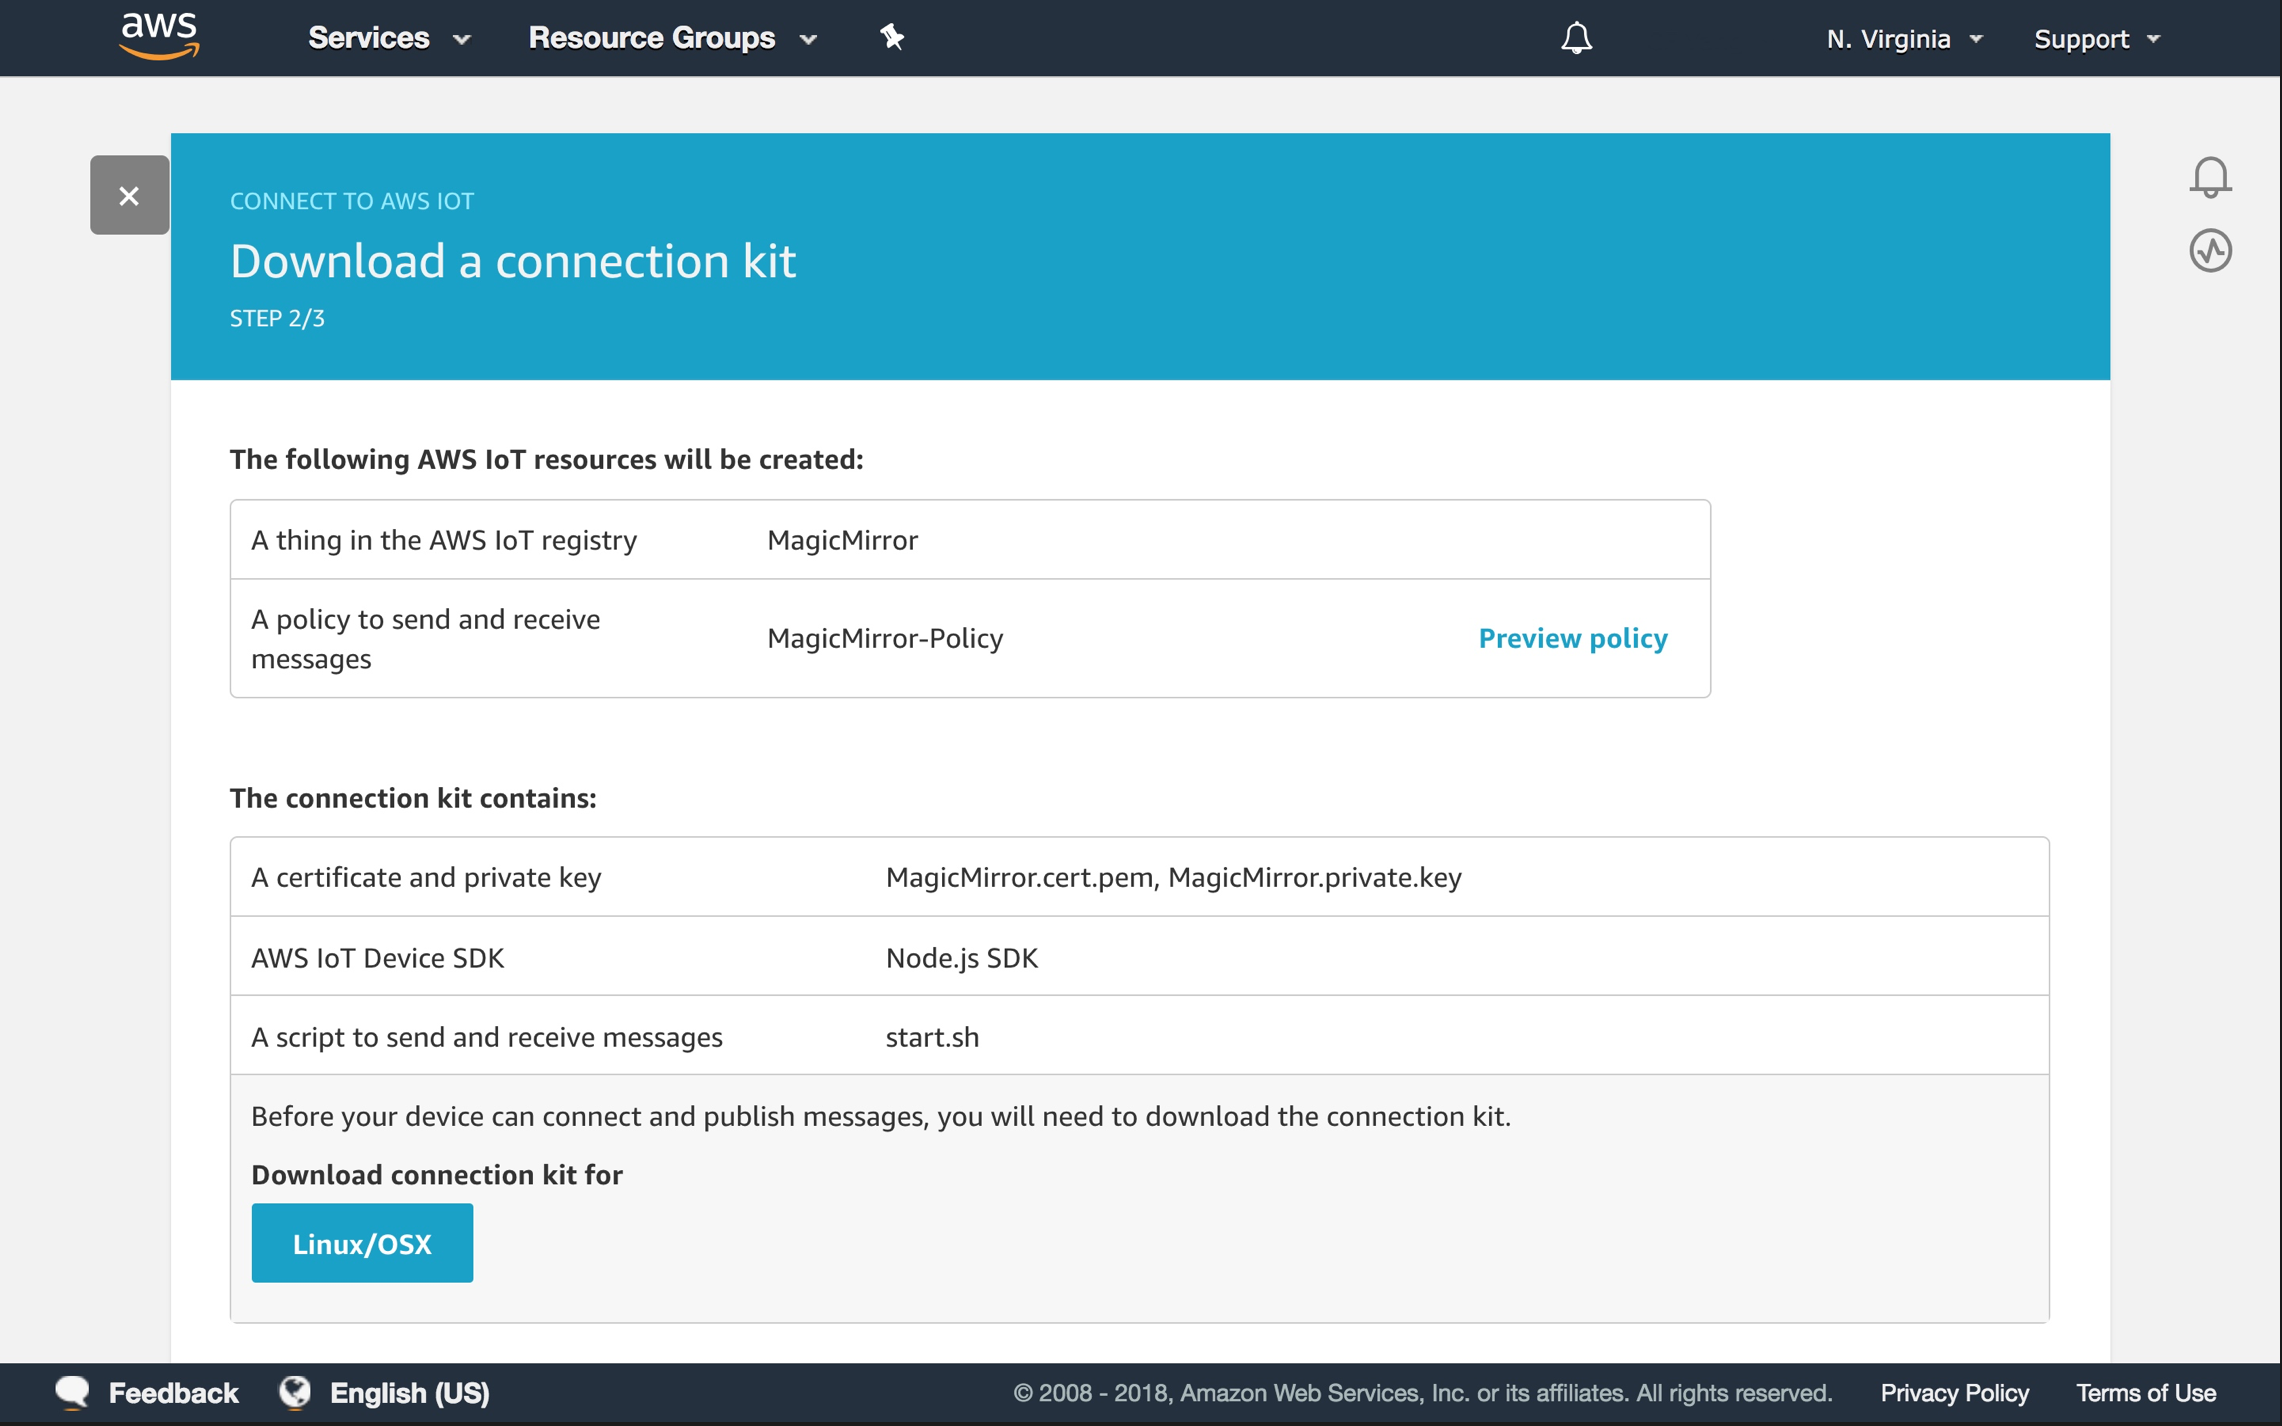 aws Services Resource Groups N. Virginia Support
CONNECT TO AWS IOT
Download a connection kit
STEP 2/3
The following AWS IoT resources will be created:
A thing in the AWS IoT registry MagicMirror
A policy to send and receive
messages MagicMirror-Policy Preview policy
The connection kit contains:
A certificate and private key MagicMirror.cert.pem, MagicMirror.private.key
AWS IoT Device SDK Node.js SDK
A script to send and receive messages start.sh
Before your device can connect and publish messages, you will need to download the connection kit.
Download connection kit for
Linux/OSX
Feedback English (US) © 2008 - 2018, Amazon Web Services, Inc. or its affiliates. All rights reserved. Privacy Policy Terms of Use